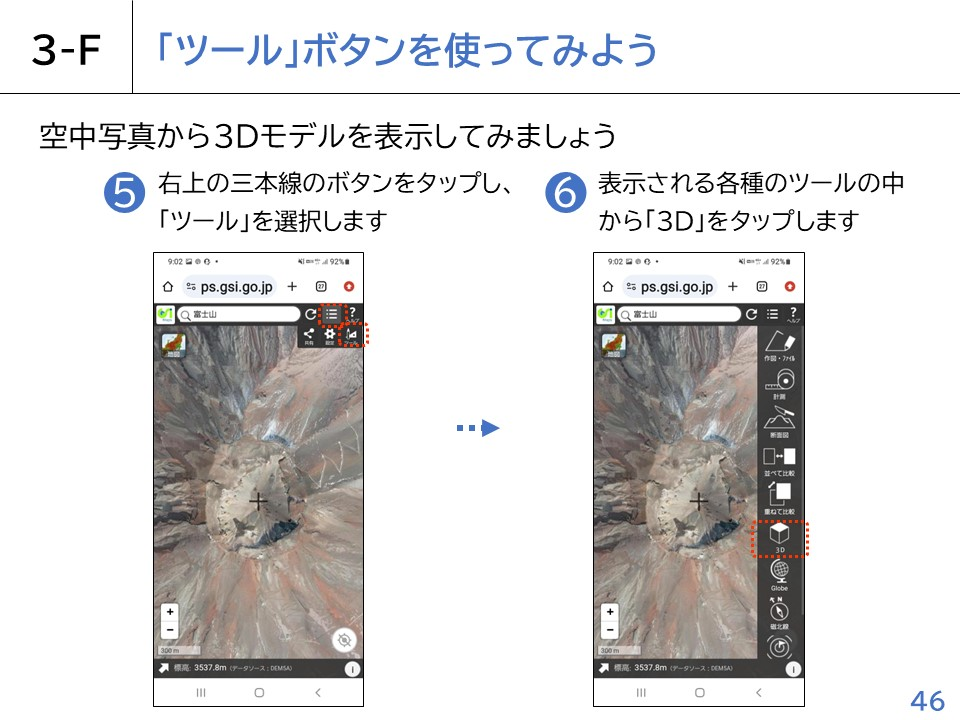 3-F
「ツール」ボタンを使ってみよう
空中写真から3Dモデルを表示してみましょう
5
右上の三本線のボタンをタップし、
「ツール」を選択します
6
表示される各種のツールの中
から「3D」をタップします
9:02
92%
ps.gsi.go.jp
27
富士山
ヘルプ
共有
設定
地図
300 m
標高: 3537.8m (データソース:DEM5A)
9:02
92%
ps.gsi.go.jp
27
富士山
ヘルプ
地図
作図・ファイル
計測
断面図
並べて比較
重ねて比較
3D
Globe
磁北線
300 m
標高: 3537.8m (データソース:DEM5A)
46